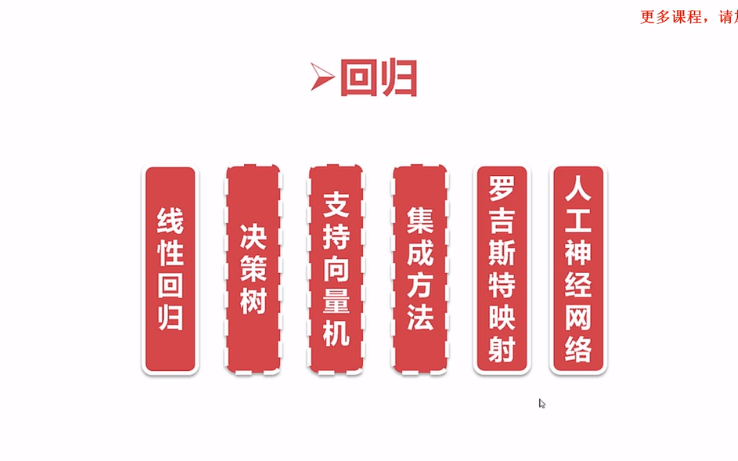 更多课程，请
回归
线性回归
决策树
支持向量机
集成方法
罗吉斯特映射
人工神经网络